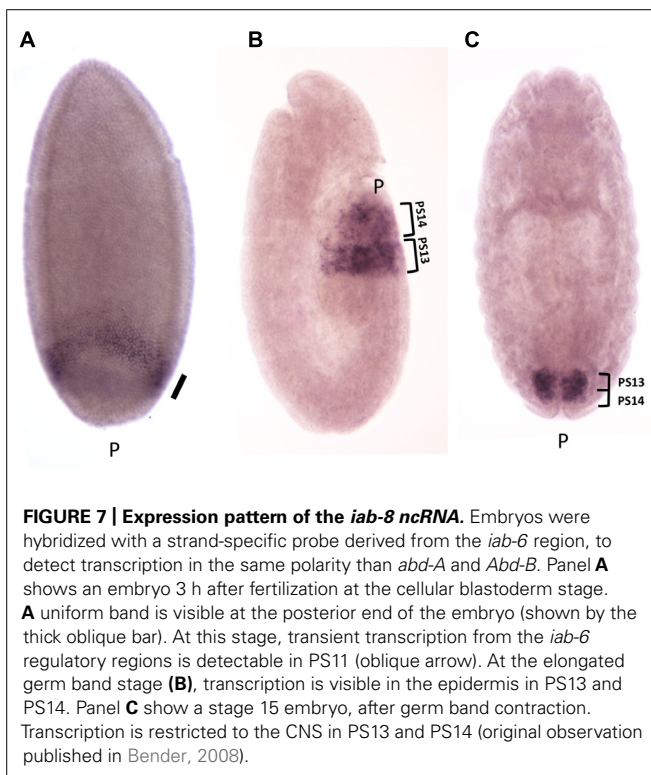 A
B
C
P
PS14
PS13
P
PS13
PS14
P
FIGURE 7 | Expression pattern of the iab-8 ncRNA. Embryos were
hybridized with a strand-specific probe derived from the iab-6 region, to
detect transcription in the same polarity than abd-A and Abd-B. Panel A
shows an embryo 3 h after fertilization at the cellular blastoderm stage.
A uniform band is visible at the posterior end of the embryo (shown by the
thick oblique bar). At this stage, transient transcription from the iab-6
regulatory regions is detectable in PS11 (oblique arrow). At the elongated
germ band stage (B), transcription is visible in the epidermis in PS13 and
PS14. Panel C show a stage 15 embryo, after germ band contraction.
Transcription is restricted to the CNS in PS13 and PS14 (original observation
published in Bender, 2008).